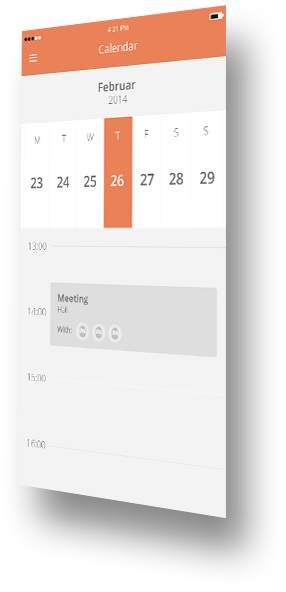 4:21 PM
Calendar
Februar
2014
M T W T F S S
23 24 25 26 27 28 29
13:00
14:00
Meeting
Hall
With:
15:00
16:00